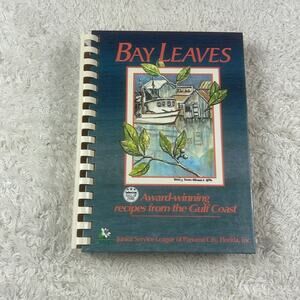 BAY LEAVES
Award-winning
recipes from the Gulf Coast
Junior Service League of Panama City, Florida, Inc.